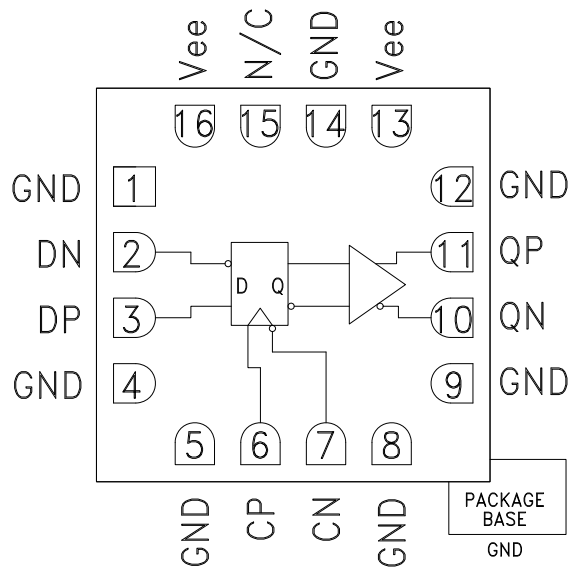 Vee N/C GND Vee
16 15 14 13
GND 1 12 GND
DN 2 11 QP
D Q
DP 3 10 QN
GND 4 9 GND
5 6 7 8
GND CP CN GND
PACKAGE
BASE
GND